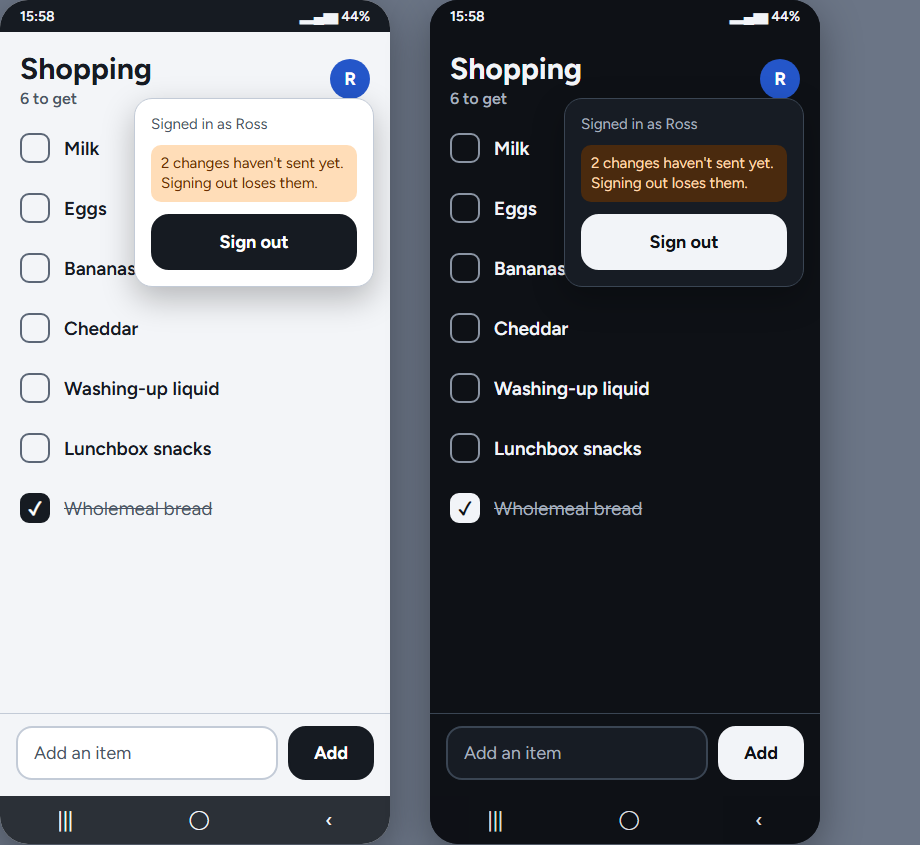 15:58 44%
Shopping
R
6 to get
Signed in as Ross
Milk
2 changes haven't sent yet.
Signing out loses them.
Eggs
Sign out
Bananas
Cheddar
Washing-up liquid
Lunchbox snacks
Wholemeal bread
Add an item
Add
15:58 44%
Shopping
R
6 to get
Signed in as Ross
Milk
2 changes haven't sent yet.
Signing out loses them.
Eggs
Sign out
Bananas
Cheddar
Washing-up liquid
Lunchbox snacks
Wholemeal bread
Add an item
Add